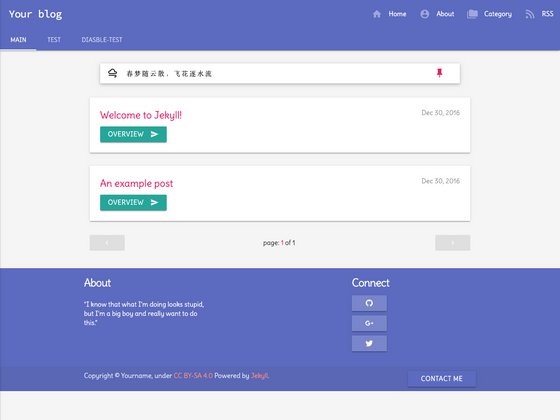 Your blog
Home
About
Category
RSS
MAIN
TEST
DIASBLE-TEST
春梦随云散，飞花逐水流
Welcome to Jekyll!
Dec 30, 2016
OVERVIEW
An example post
Dec 30, 2016
OVERVIEW
page: 1 of 1
About
"I know that what I'm doing looks stupid,
but I'm a big boy and really want to do
this."
Connect
G+
Copyright © Yourname, under CC BY-SA 4.0 Powered by Jekyll.
CONTACT ME